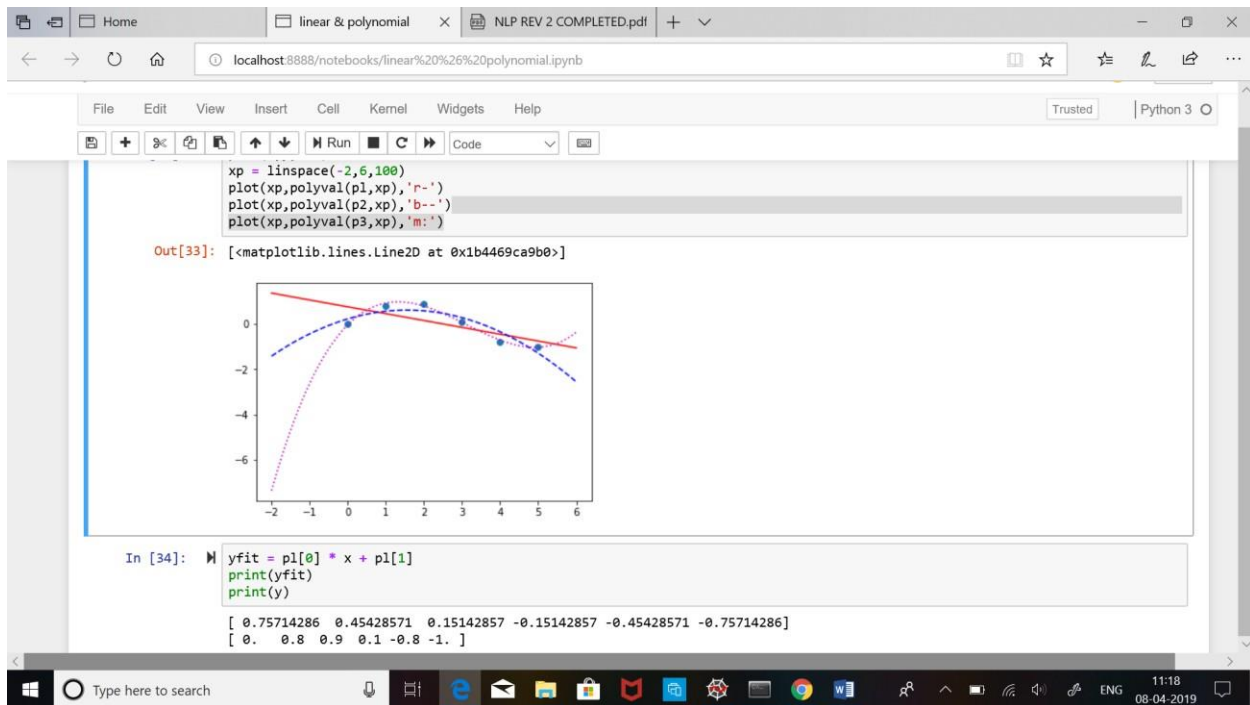 Home
linear & polynomial
NLP REV 2 COMPLETED.pdf
localhost:8888/notebooks/linear%20%26%20polynomial.ipynb
File Edit View Insert Cell Kernel Widgets Help
Trusted
Python 3
Run
Code
xp = linspace(-2,6,100)
plot(xp,polyval(pl,xp),'r-')
plot(xp,polyval(p2,xp),'b--')
plot(xp,polyval(p3,xp),'m:')
Out[33]: [<matplotlib.lines.Line2D at 0x1b4469ca9b0>]
0
−2
−4
−6
−2 −1 0 1 2 3 4 5 6
In [34]: yfit = pl[0] * x + pl[1]
print(yfit)
print(y)
[ 0.75714286 0.45428571 0.15142857 -0.15142857 -0.45428571 -0.75714286]
[ 0. 0.8 0.9 0.1 -0.8 -1. ]
Type here to search
ENG
11:18
08-04-2019